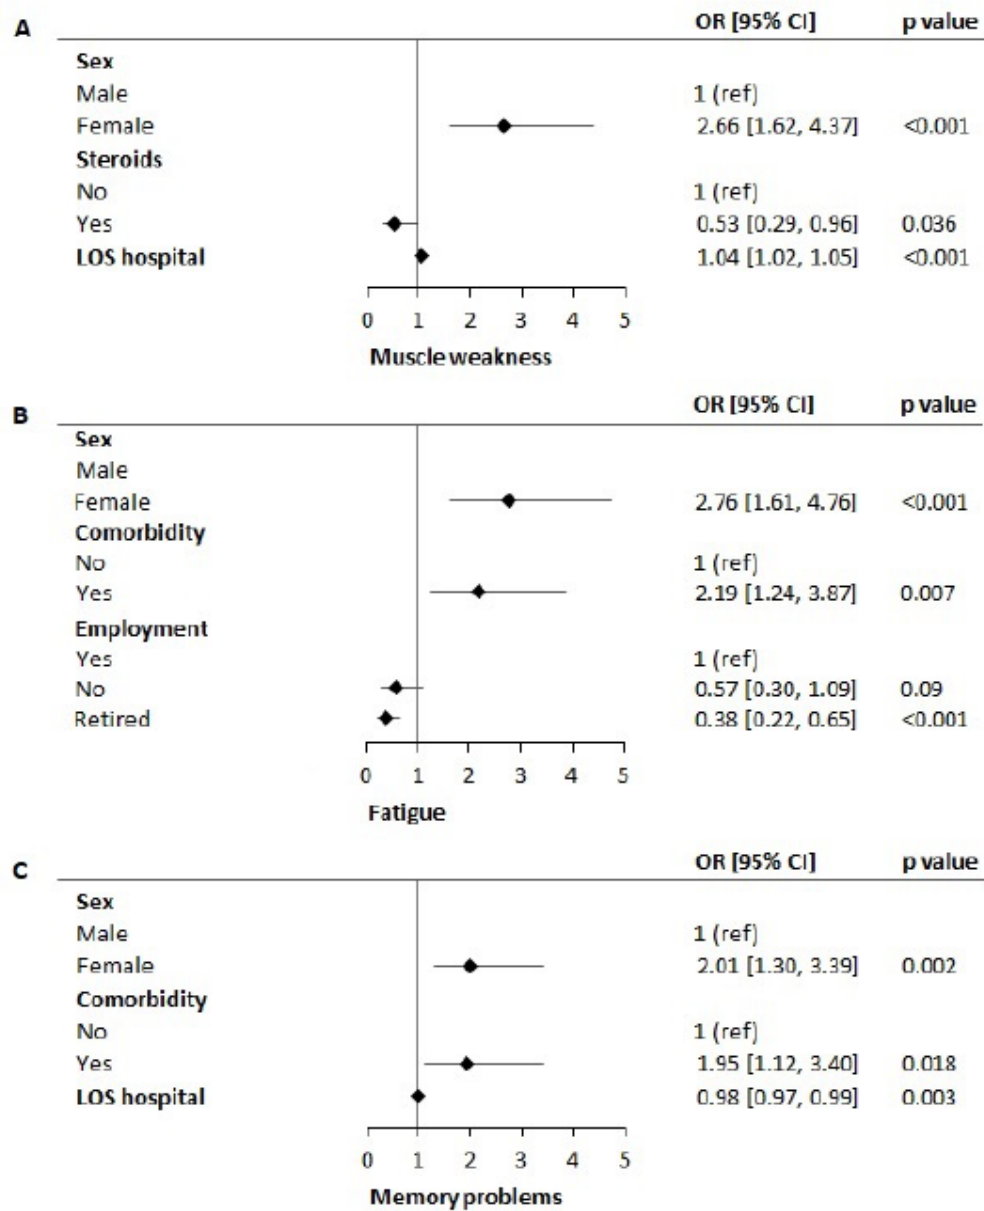 A OR [95% CI] p value
Sex
Male 1 (ref)
Female 2.66 [1.62, 4.37] <0.001
Steroids
No 1 (ref)
Yes 0.53 [0.29, 0.96] 0.036
LOS hospital 1.04 [1.02, 1.05] <0.001
0 1 2 3 4 5
Muscle weakness
B OR [95% CI] p value
Sex
Male
Female 2.76 [1.61, 4.76] <0.001
Comorbidity
No 1 (ref)
Yes 2.19 [1.24, 3.87] 0.007
Employment
Yes 1 (ref)
No 0.57 [0.30, 1.09] 0.09
Retired 0.38 [0.22, 0.65] <0.001
0 1 2 3 4 5
Fatigue
C OR [95% CI] p value
Sex
Male 1 (ref)
Female 2.01 [1.30, 3.39] 0.002
Comorbidity
No 1 (ref)
Yes 1.95 [1.12, 3.40] 0.018
LOS hospital 0.98 [0.97, 0.99] 0.003
0 1 2 3 4 5
Memory problems